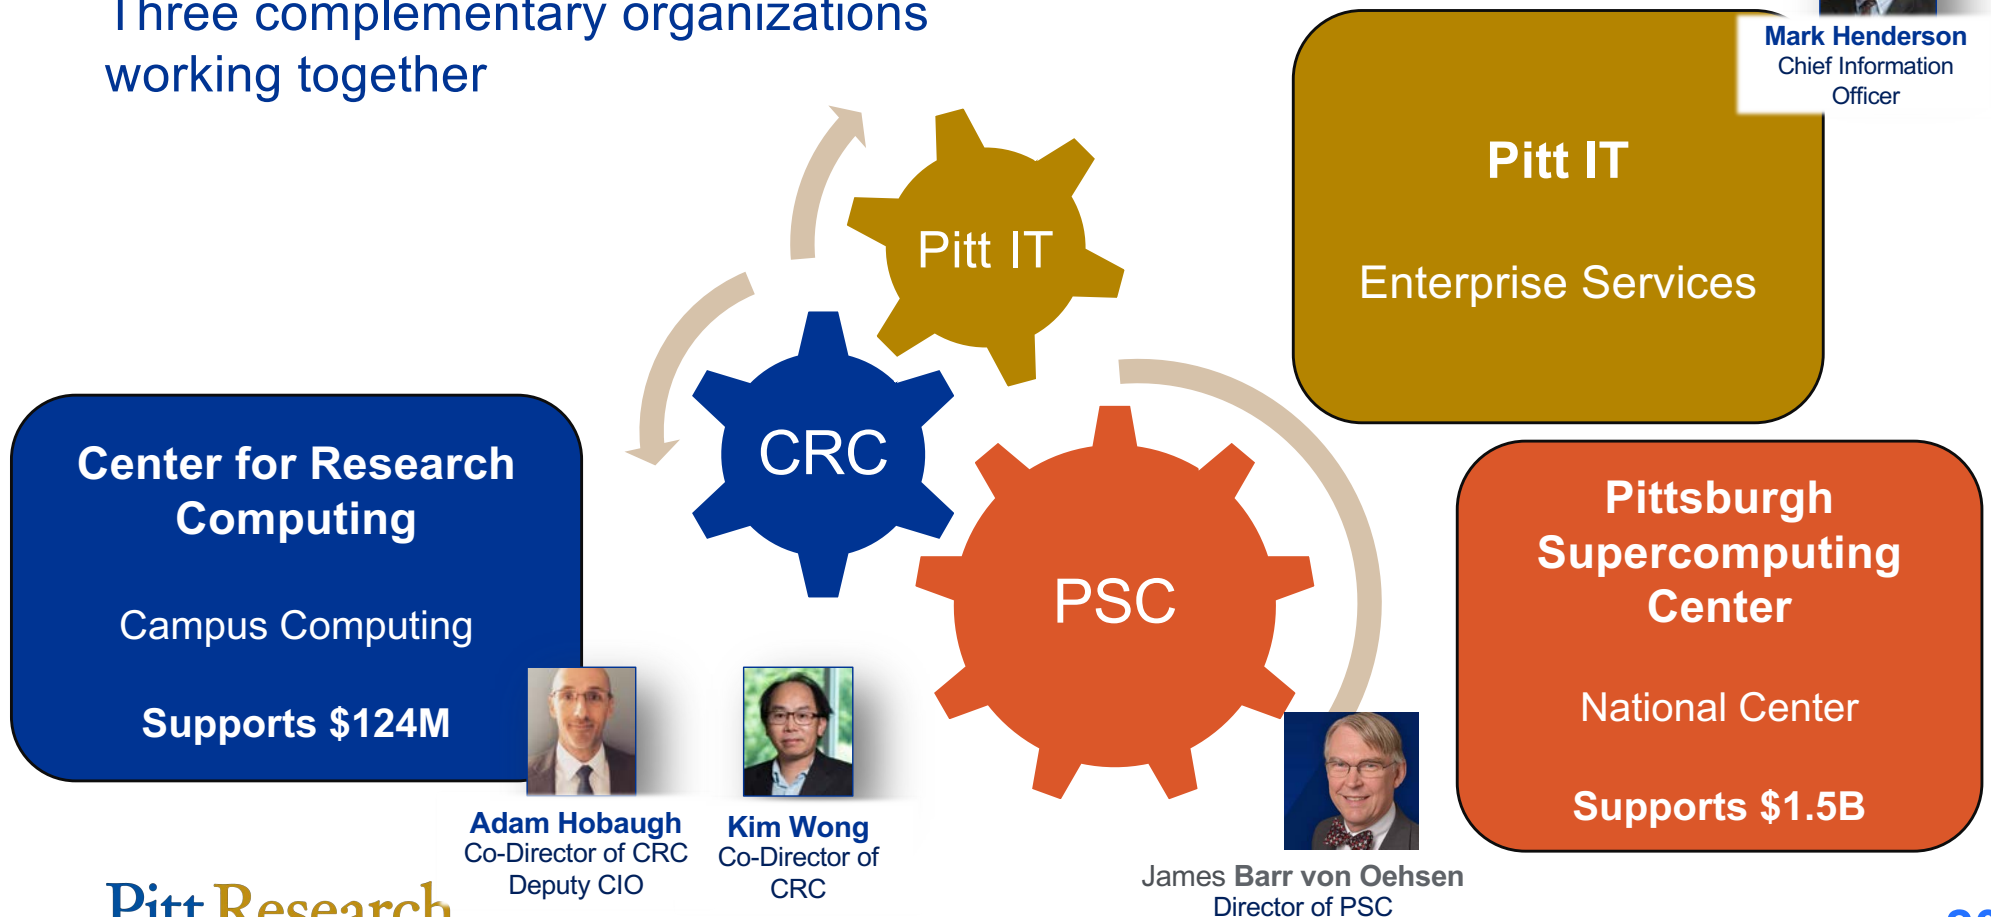 Three complementary organizations
working together
Mark Henderson
Chief Information
Officer
Pitt IT
Enterprise Services
Pitt IT
CRC
PSC
Center for Research
Computing
Campus Computing
Supports $124M
Pittsburgh
Supercomputing
Center
National Center
Supports $1.5B
Adam Hobaugh
Co-Director of CRC
Deputy CIO
Kim Wong
Co-Director of
CRC
James Barr von Oehsen
Director of PSC
Pitt Research